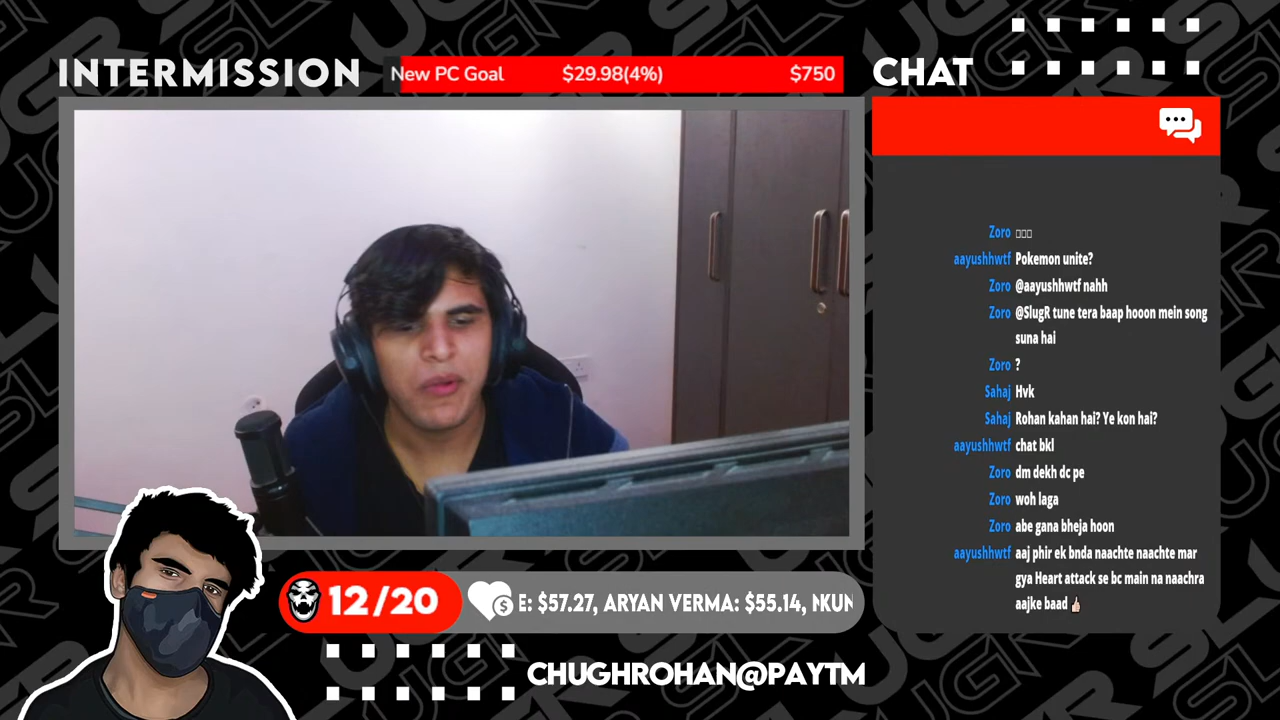 INTERMISSION
New PC Goal $29.98(4%) $750
CHAT
Zoro
aayushhwtf Pokemon unite?
Zoro @aayushhwtf nahh
Zoro @SlugR tune tera baap hooon mein song
suna hai
Zoro ?
Sahaj Hvk
Sahaj Rohan kahan hai? Ye kon hai?
aayushhwtf chat bkl
Zoro dm dekh dc pe
Zoro woh laga
Zoro abe gana bheja hoon
aayushhwtf aaj phir ek bnda naachte naachte mar
gya Heart attack se bc main na naachra
aajke baad 👍🏻
12/20
E: $57.27, ARYAN VERMA: $55.14, NKUN
CHUGHROHAN@PAYTM